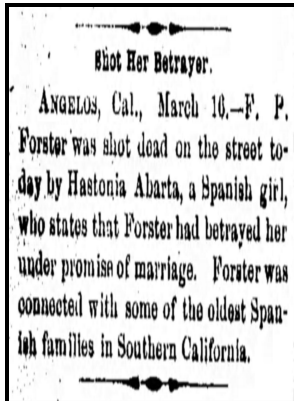 Shot Her Betrayer.
ANGELOS, Cal., March 16.—F. P.
Forster was shot dead on the street to-
day by Hastonia Abarta, a Spanish girl,
who states that Forster had betrayed her
under promise of marriage. Forster was
connected with some of the oldest Span-
ish families in Southern California.